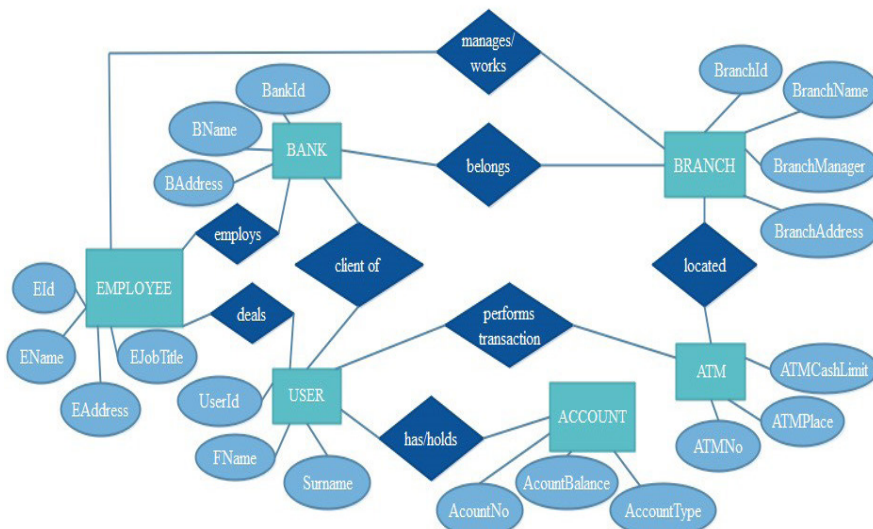 manages/
works
BranchId
BankId
BranchName
BName
BANK
BAddress
belongs
BRANCH
BranchManager
employs
BranchAddress
client of
located
EMPLOYEE
EId
deals
performs
transaction
EName
EJobTitle
ATM
ATMCashLimit
EAddress
UserId
USER
ACCOUNT
ATMPlace
has/holds
ATMNo
FName
Surname
AcountBalance
AcountNo
AccountType